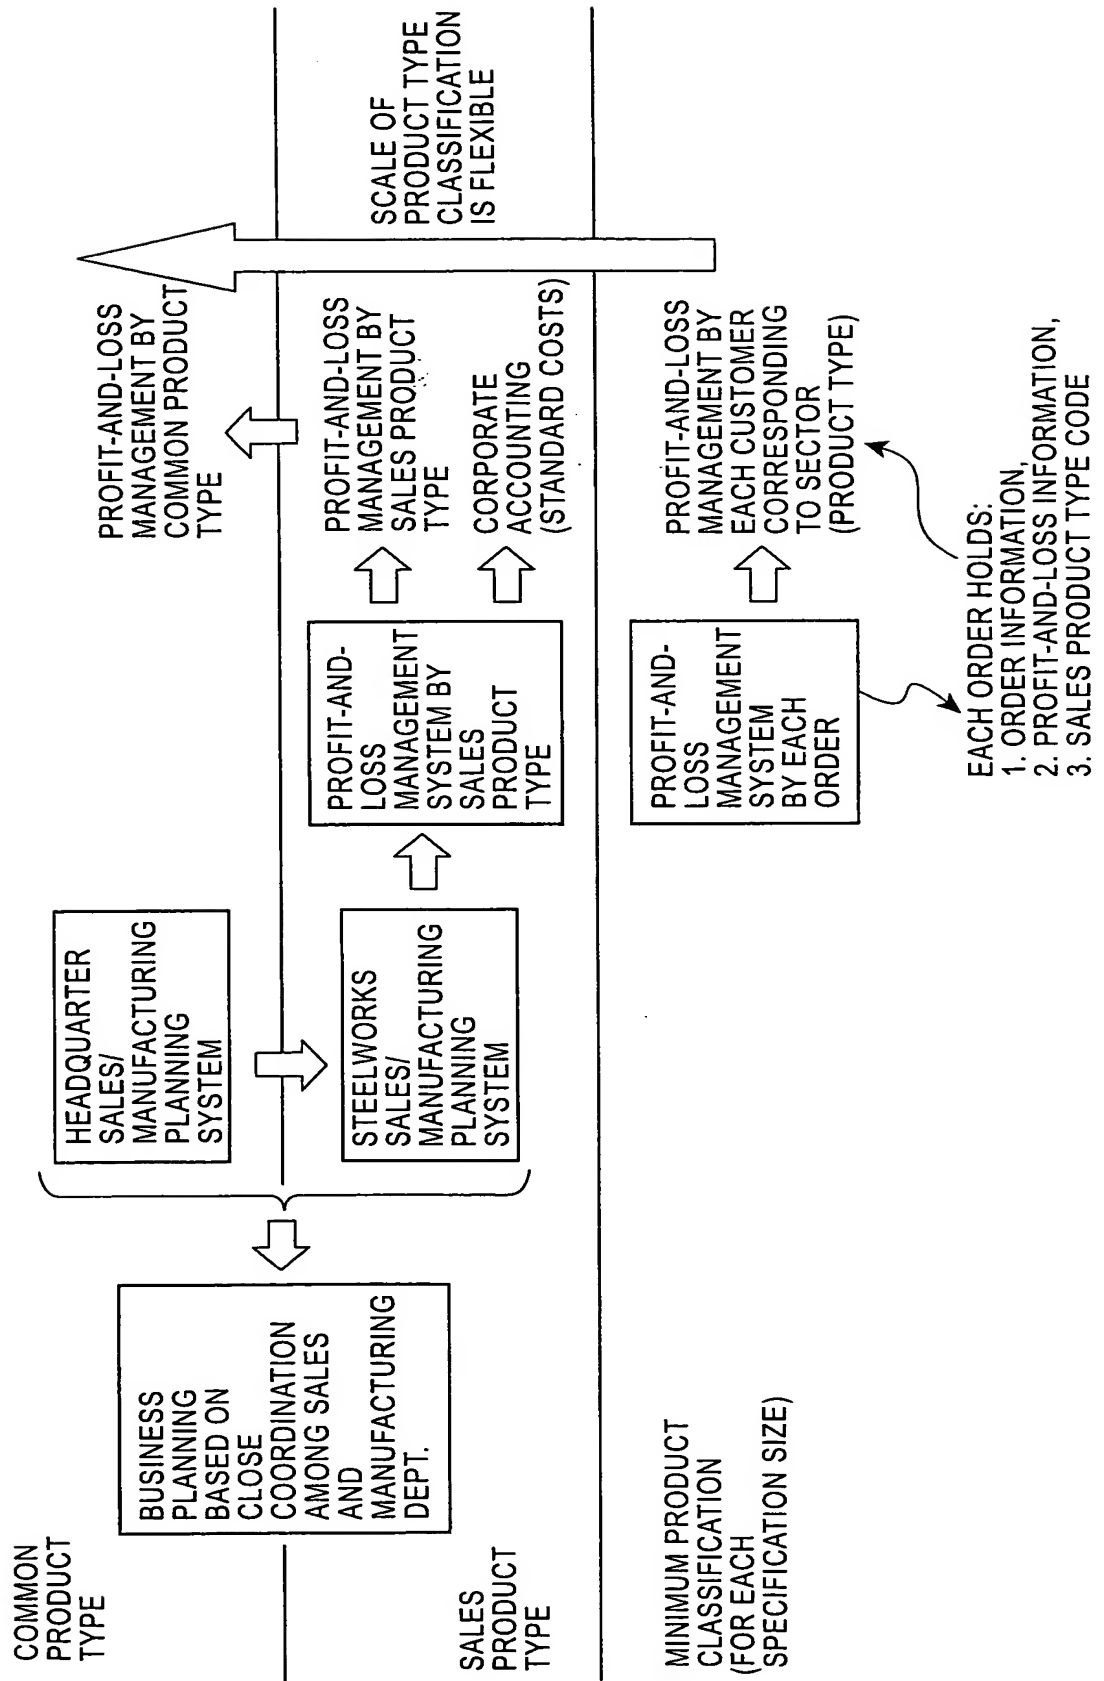 COMMON
PRODUCT
TYPE
BUSINESS
PLANNING
BASED ON
CLOSE
COORDINATION
AMONG SALES
AND
MANUFACTURING
DEPT.
HEADQUARTER
SALES/
MANUFACTURING
PLANNING
SYSTEM
PROFIT-AND-LOSS
MANAGEMENT BY
COMMON PRODUCT
TYPE
SALES
PRODUCT
TYPE
STEELWORKS
SALES/
MANUFACTURING
PLANNING
SYSTEM
PROFIT-AND-
LOSS
MANAGEMENT
SYSTEM BY
SALES
PRODUCT
TYPE
PROFIT-AND-LOSS
MANAGEMENT BY
SALES PRODUCT
TYPE
CORPORATE
ACCOUNTING
(STANDARD COSTS)
SCALE OF
PRODUCT TYPE
CLASSIFICATION
IS FLEXIBLE
MINIMUM PRODUCT
CLASSIFICATION
(FOR EACH
SPECIFICATION SIZE)
PROFIT-AND-
LOSS
MANAGEMENT
SYSTEM
BY EACH
ORDER
PROFIT-AND-LOSS
MANAGEMENT BY
EACH CUSTOMER
CORRESPONDING
TO SECTOR
(PRODUCT TYPE)
EACH ORDER HOLDS:
1. ORDER INFORMATION,
2. PROFIT-AND-LOSS INFORMATION,
3. SALES PRODUCT TYPE CODE